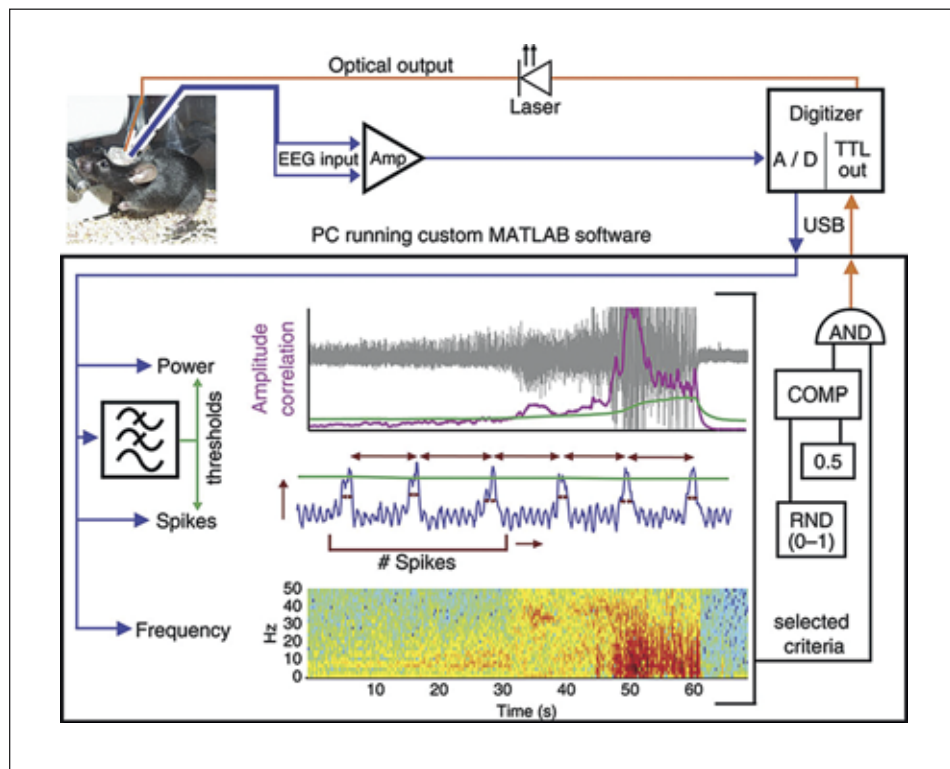 Optical output
Laser
Digitizer
A / D
TTL
out
EEG input
Amp
USB
PC running custom MATLAB software
Power
thresholds
Spikes
Frequency
Amplitude
correlation
# Spikes
50
40
30
20
10
0
Hz
10 20 30 40 50 60
Time (s)
AND
COMP
0.5
RND
(0–1)
selected
criteria